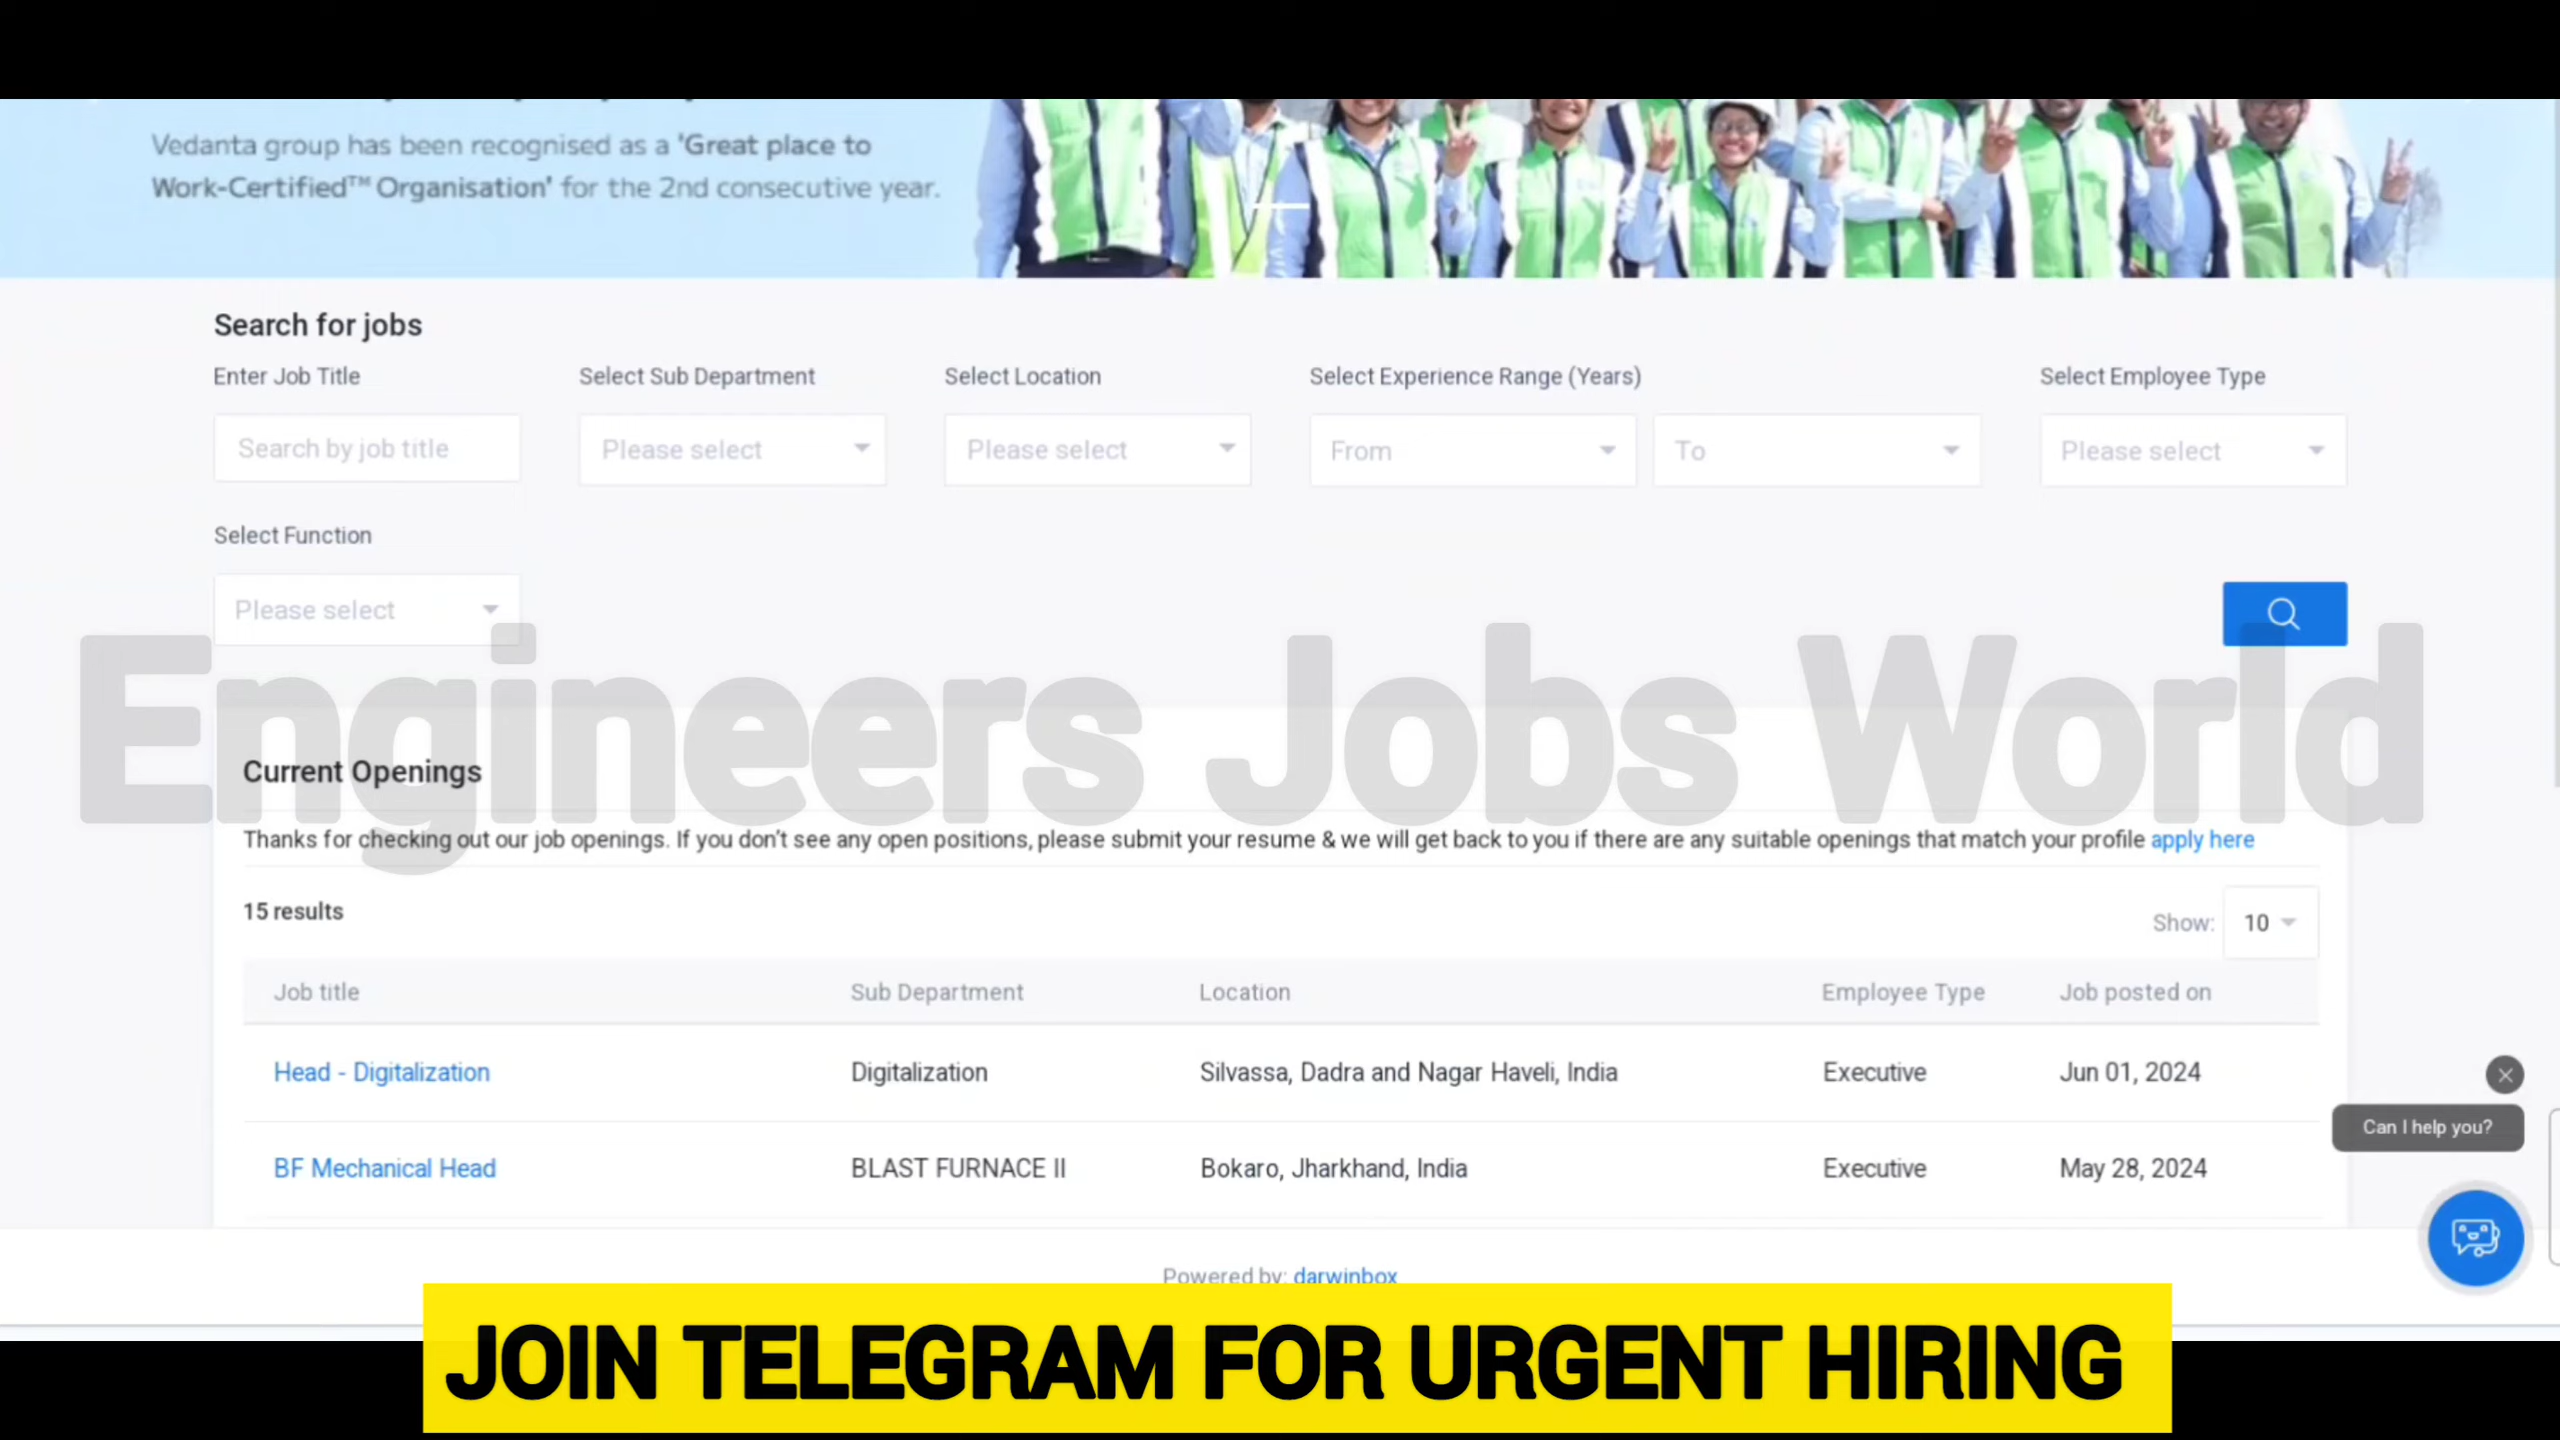 Vedanta group has been recognised as a 'Great place to
Work-Certified™ Organisation' for the 2nd consecutive year.
Search for jobs
Enter Job Title
Select Sub Department
Select Location
Select Experience Range (Years)
Select Employee Type
Search by job title
Please select
Please select
From
To
Please select
Select Function
Please select
Engineers Jobs World
Current Openings
Thanks for checking out our job openings. If you don't see any open positions, please submit your resume & we will get back to you if there are any suitable openings that match your profile apply here
15 results
Show: 10
Job title Sub Department Location Employee Type Job posted on
Head - Digitalization Digitalization Silvassa, Dadra and Nagar Haveli, India Executive Jun 01, 2024
Can I help you?
BF Mechanical Head BLAST FURNACE II Bokaro, Jharkhand, India Executive May 28, 2024
Powered by: darwinbox
JOIN TELEGRAM FOR URGENT HIRING